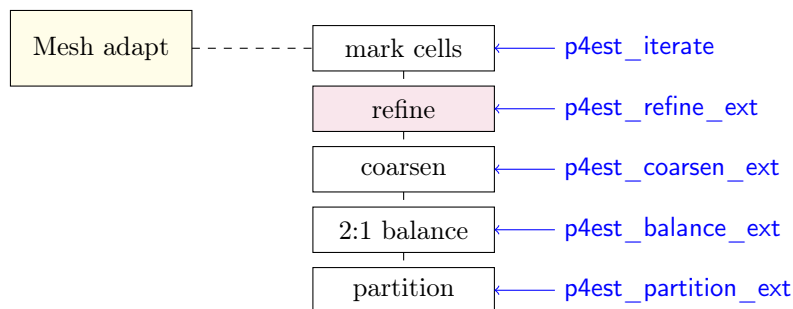 Mesh adapt
mark cells
p4est_iterate
refine
p4est_refine_ext
coarsen
p4est_coarsen_ext
2:1 balance
p4est_balance_ext
partition
p4est_partition_ext